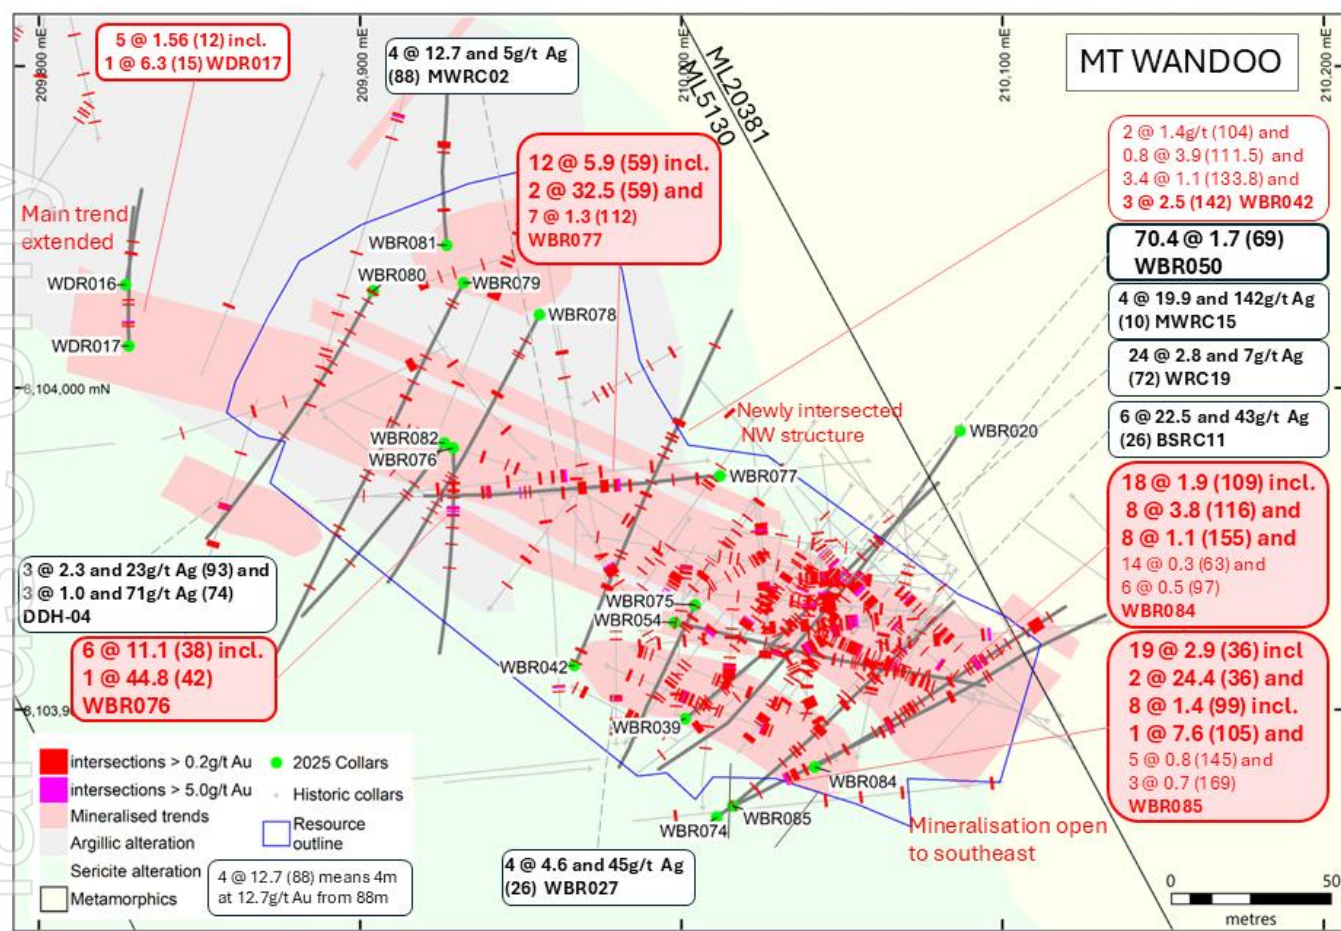 209,800 mE
5 @ 1.56 (12) incl.
1 @ 6.3 (15) WDR017
209,900 mE
4 @ 12.7 and 5g/t Ag
(88) MWRC02
ML20381
ML5130
MT WANDOO
210,100 mE
210,200 mE
12 @ 5.9 (59) incl.
2 @ 32.5 (59) and
7 @ 1.3 (112)
WBR077
2 @ 1.4g/t (104) and
0.8 @ 3.9 (111.5) and
3.4 @ 1.1 (133.8) and
3 @ 2.5 (142) WBR042
Main trend
extended
WBR081
WBR080
WBR079
WDR016
WBR078
WDR017
70.4 @ 1.7 (69)
WBR050
4 @ 19.9 and 142g/t Ag
(10) MWRC15
24 @ 2.8 and 7g/t Ag
(72) WRC19
6 @ 22.5 and 43g/t Ag
(26) BSRC11
8,104,000 mN
Newly intersected
NW structure
WBR020
WBR082
WBR076
WBR077
18 @ 1.9 (109) incl.
8 @ 3.8 (116) and
8 @ 1.1 (155) and
14 @ 0.3 (63) and
6 @ 0.5 (97)
WBR084
3 @ 2.3 and 23g/t Ag (93) and
3 @ 1.0 and 71g/t Ag (74)
DDH-04
WBR075
WBR054
WBR042
6 @ 11.1 (38) incl.
1 @ 44.8 (42)
WBR076
19 @ 2.9 (36) incl
2 @ 24.4 (36) and
8 @ 1.4 (99) incl.
1 @ 7.6 (105) and
5 @ 0.8 (145) and
3 @ 0.7 (169)
WBR085
WBR039
WBR084
WBR085
WBR074
Mineralisation open
to southeast
intersections > 0.2g/t Au
intersections > 5.0g/t Au
Mineralised trends
Argillic alteration
Sericite alteration
Metamorphics
2025 Collars
Historic collars
Resource
outline
4 @ 12.7 (88) means 4m
at 12.7g/t Au from 88m
4 @ 4.6 and 45g/t Ag
(26) WBR027
0 50
metres